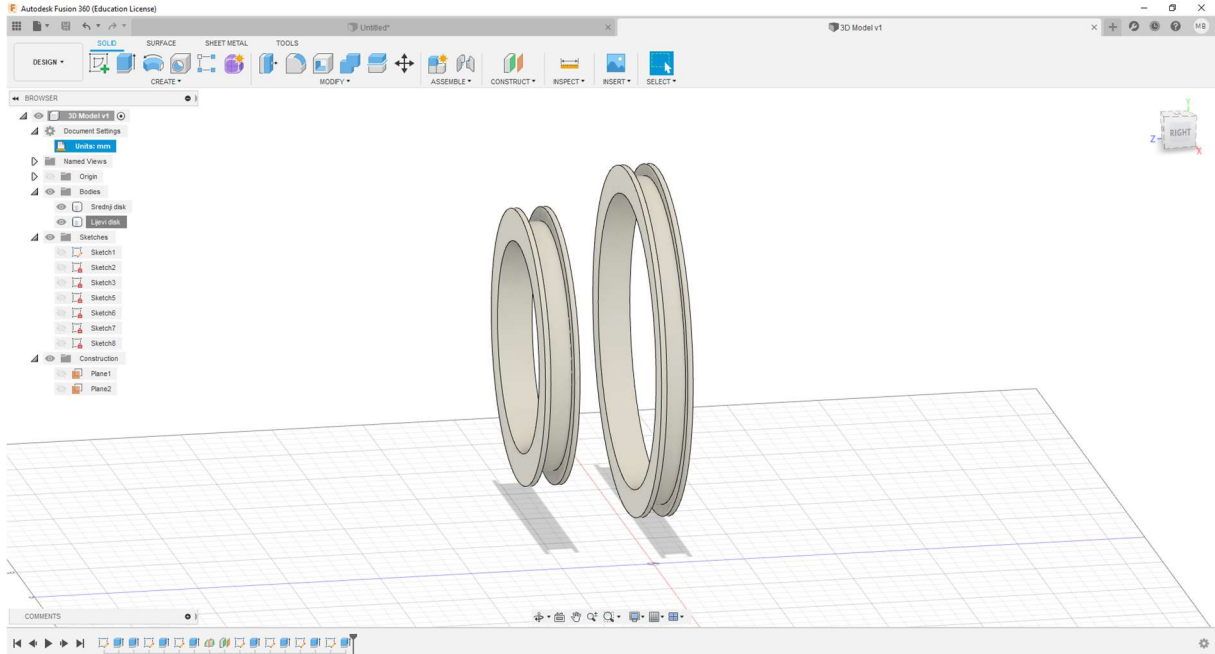 Autodesk Fusion 360 (Education License)
Untitled*
3D Model v1
MB
SOLID SURFACE SHEET METAL TOOLS
DESIGN
CREATE MODIFY ASSEMBLE CONSTRUCT INSPECT INSERT SELECT
BROWSER
3D Model v1
Document Settings
Units: mm
Named Views
Origin
Bodies
Srednji disk
Lijevi disk
Sketches
Sketch1
Sketch2
Sketch3
Sketch5
Sketch6
Sketch7
Sketch8
Construction
Plane1
Plane2
Y
Z
RIGHT
X
COMMENTS